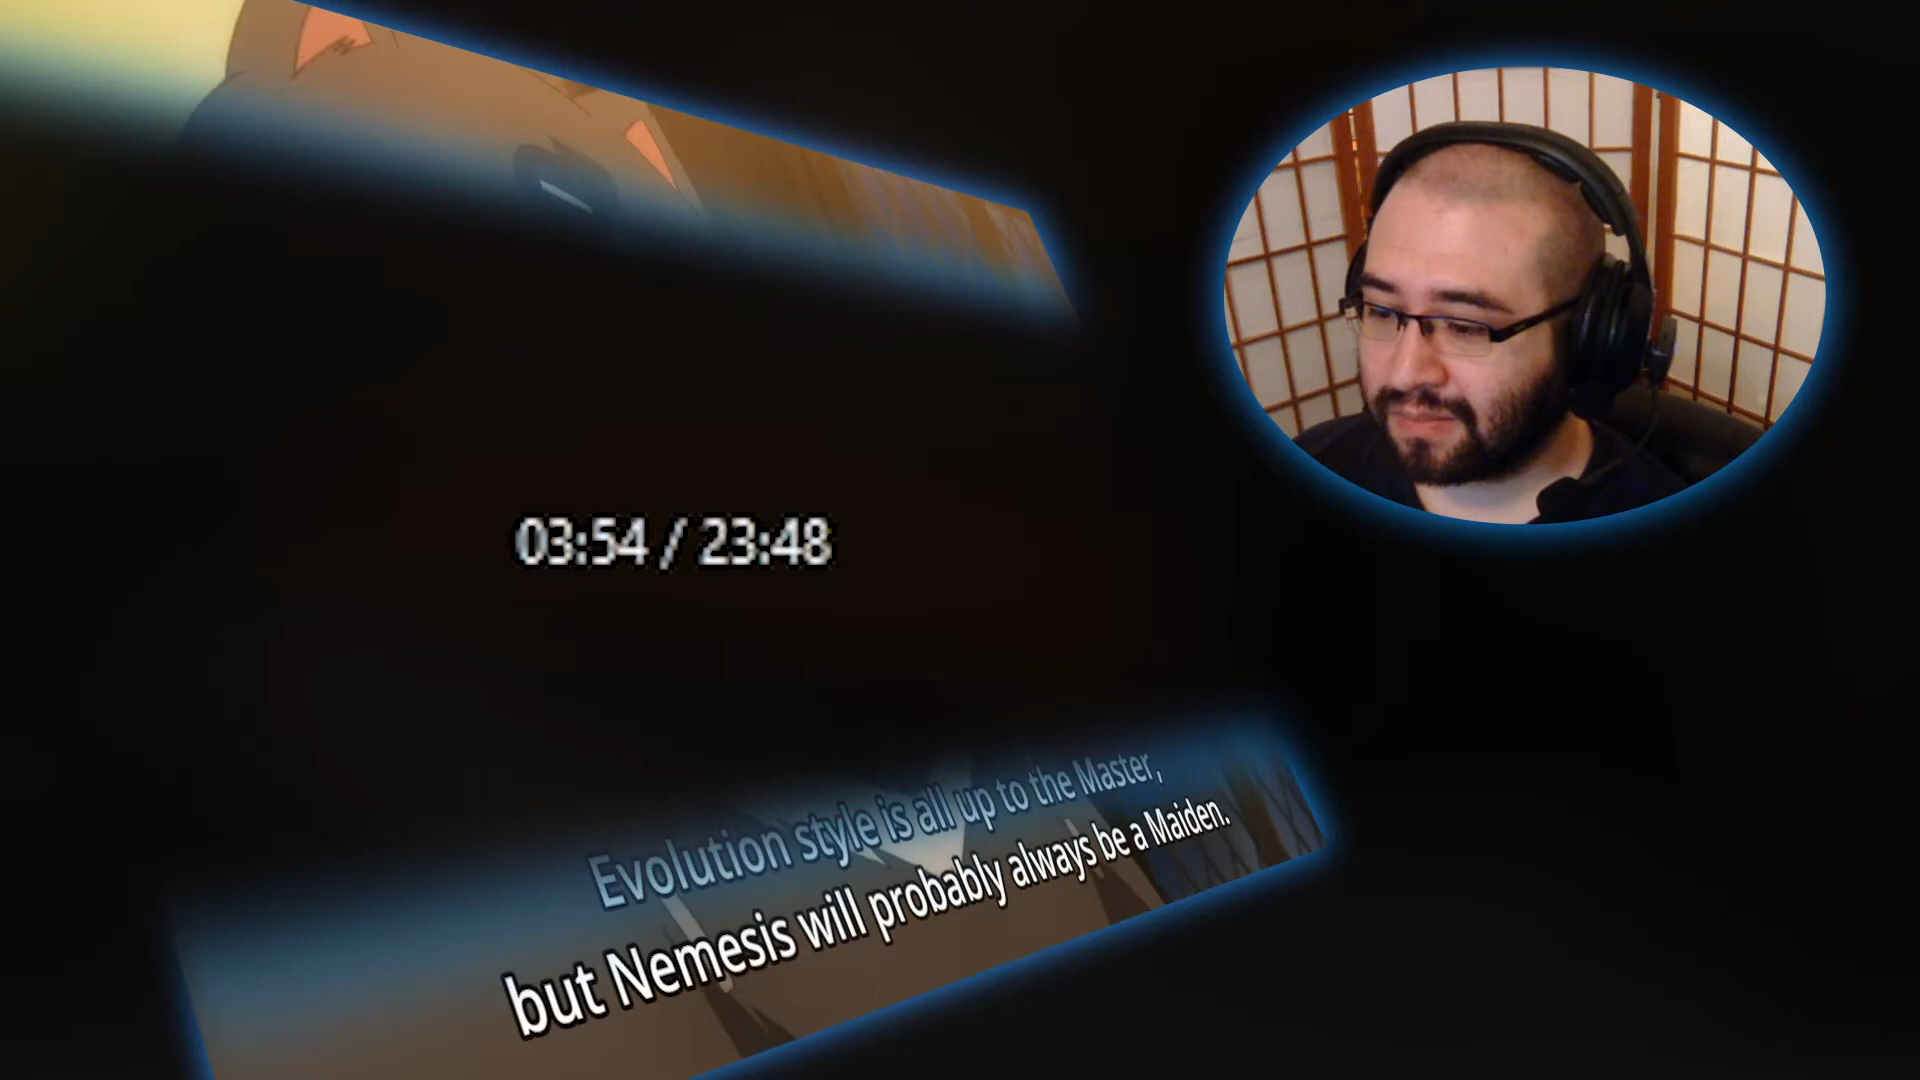 03:54 / 23:48
Evolution style is all up to the Master,
but Nemesis will probably always be a Maiden.